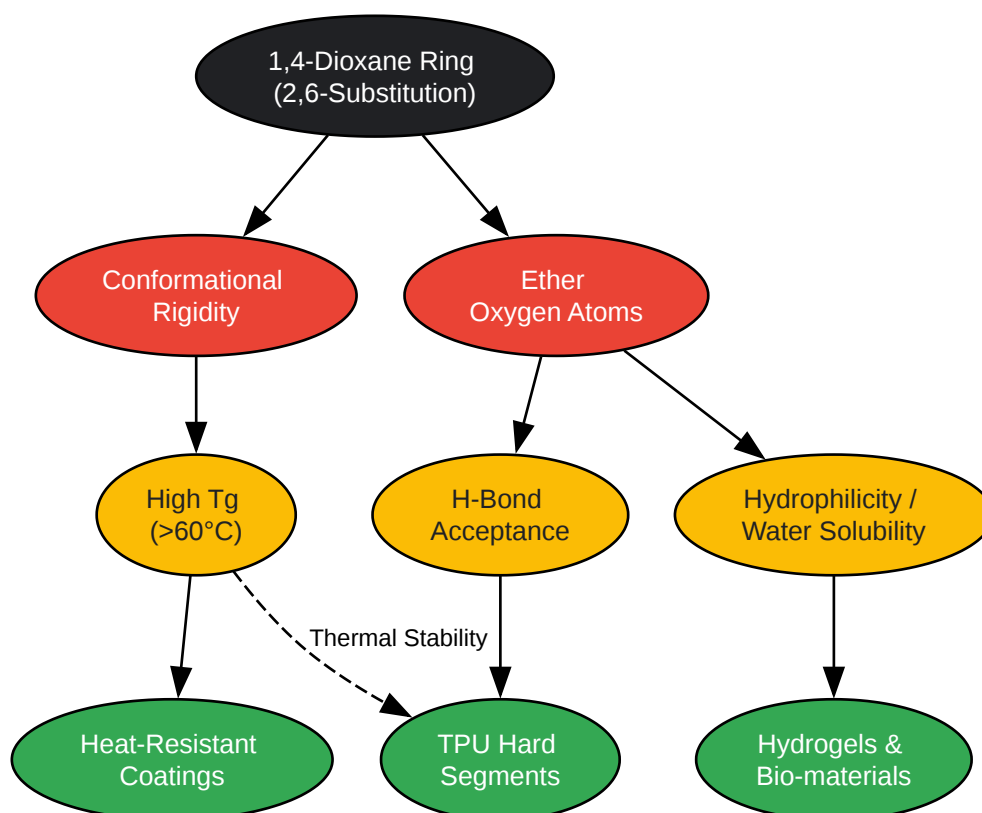 1,4-Dioxane Ring
(2,6-Substitution)
Conformational
Rigidity
Ether
Oxygen Atoms
High Tg
(>60°C)
H-Bond
Acceptance
Hydrophilicity /
Water Solubility
Thermal Stability
Heat-Resistant
Coatings
TPU Hard
Segments
Hydrogels &
Bio-materials